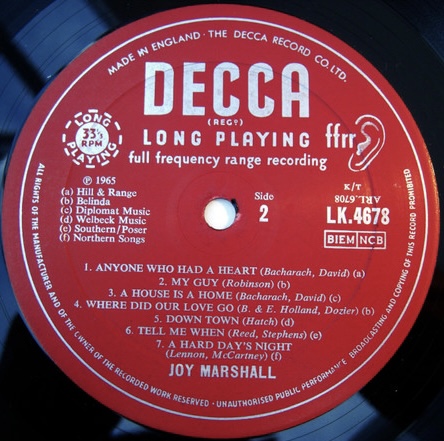 MADE IN ENGLAND · THE DECCA RECORD CO. LTD.
DECCA
(REGD)
LONG PLAYING
33⅓
RPM
LONG PLAYING
ffrr
full frequency range recording
℗ 1965
(a) Hill & Range
(b) Belinda
(c) Diplomat Music
(d) Welbeck Music
(e) Southern/Poser
(f) Northern Songs
Side
2
ARL.6708
T/K
LK.4678
BIEM NCB
1. ANYONE WHO HAD A HEART (Bacharach, David) (a)
2. MY GUY (Robinson) (b)
3. A HOUSE IS A HOME (Bacharach, David) (c)
4. WHERE DID OUR LOVE GO (B. & E. Holland, Dozier) (b)
5. DOWN TOWN (Hatch) (d)
6. TELL ME WHEN (Reed, Stephens) (e)
7. A HARD DAY'S NIGHT
(Lennon, McCartney) (f)
JOY MARSHALL
ALL RIGHTS OF THE MANUFACTURER AND OF THE OWNER OF THE RECORDED WORK RESERVED · UNAUTHORISED PUBLIC PERFORMANCE, BROADCASTING AND COPYING OF THIS RECORD PROHIBITED